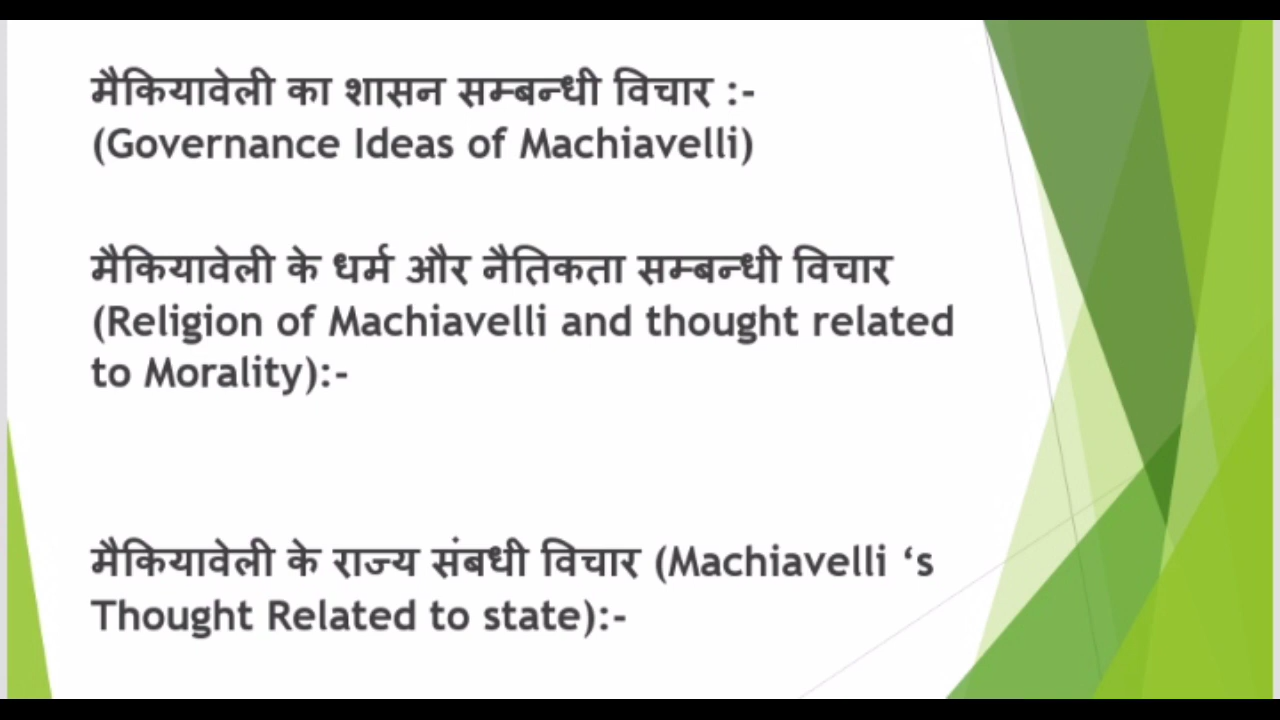 मैकियावेली का शासन सम्बन्धी विचार :-
(Governance Ideas of Machiavelli)
मैकियावेली के धर्म और नैतिकता सम्बन्धी विचार
(Religion of Machiavelli and thought related
to Morality):-
मैकियावेली के राज्य संबधी विचार (Machiavelli ‘s
Thought Related to state):-